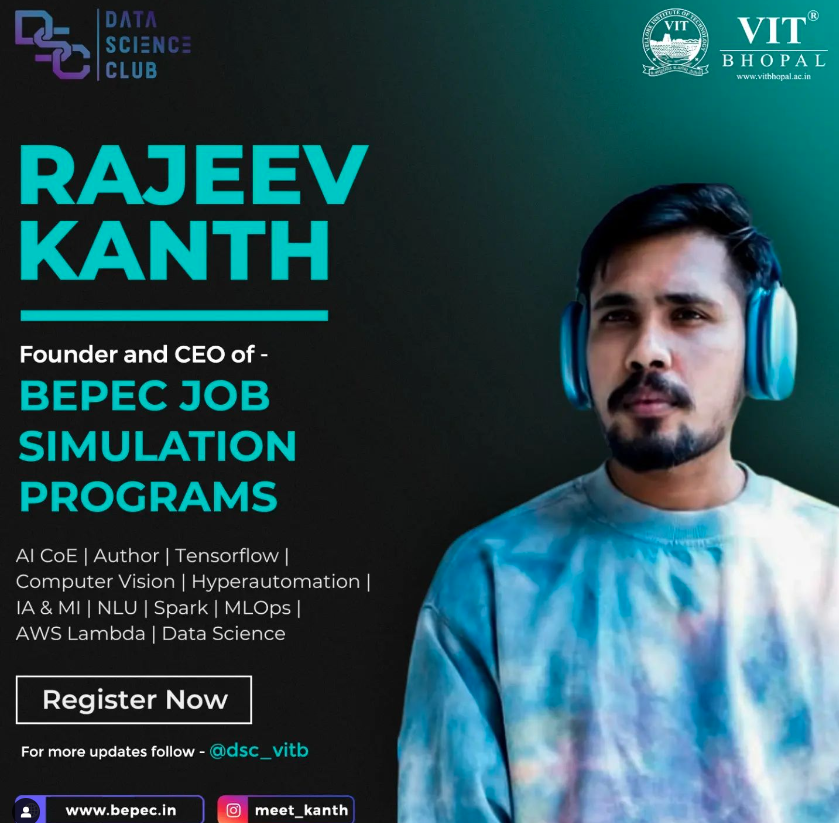 DATA
SCIENCE
CLUB
VIT®
BHOPAL
www.vitbhopal.ac.in
VIT
RAJEEV
KANTH
Founder and CEO of -
BEPEC JOB
SIMULATION
PROGRAMS
AI CoE | Author | Tensorflow |
Computer Vision | Hyperautomation |
IA & MI | NLU | Spark | MLOps |
AWS Lambda | Data Science
Register Now
For more updates follow - @dsc_vitb
www.bepec.in
meet_kanth